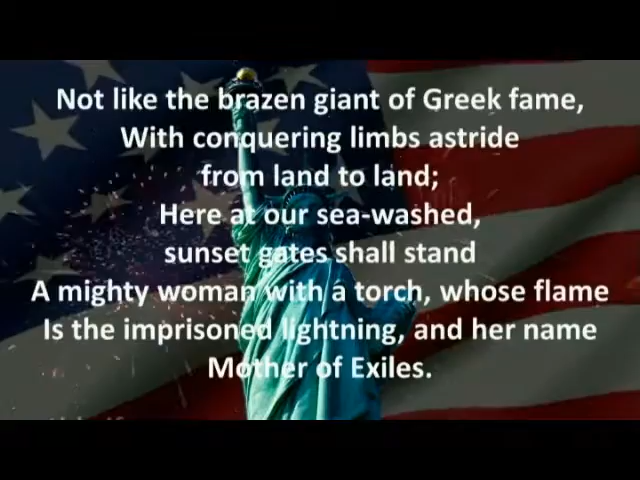 Not like the brazen giant of Greek fame,
With conquering limbs astride
from land to land;
Here at our sea-washed,
sunset gates shall stand
A mighty woman with a torch, whose flame
Is the imprisoned lightning, and her name
Mother of Exiles.